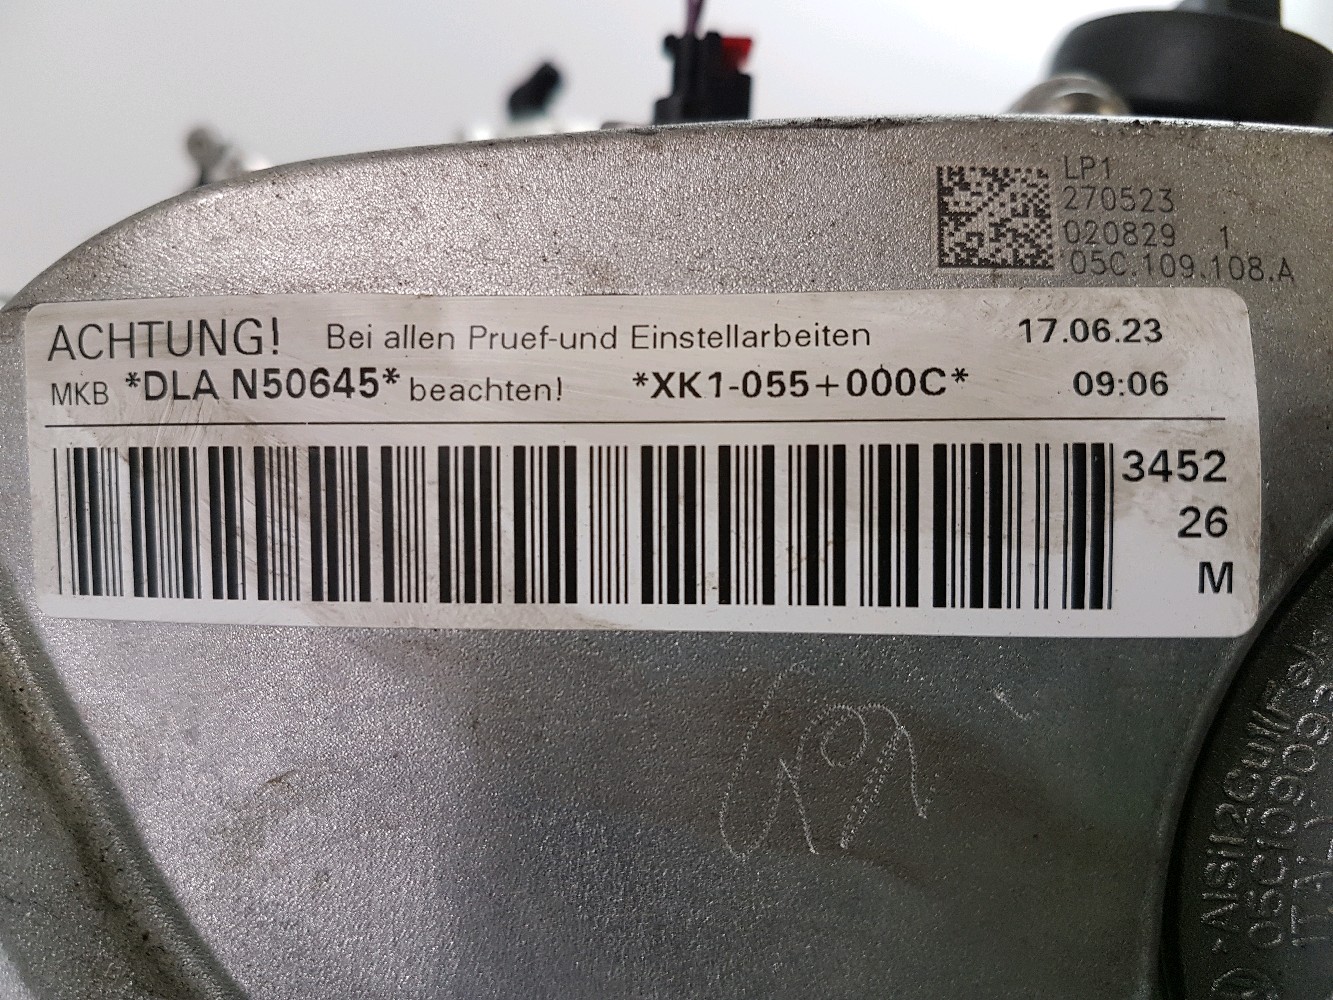 LP1
270523
020829 1
05C.109.108.A
ACHTUNG! Bei allen Pruef-und Einstellarbeiten 17.06.23
MKB *DLA N50645* beachten! *XK1-055+000C* 09:06
3452
26
M